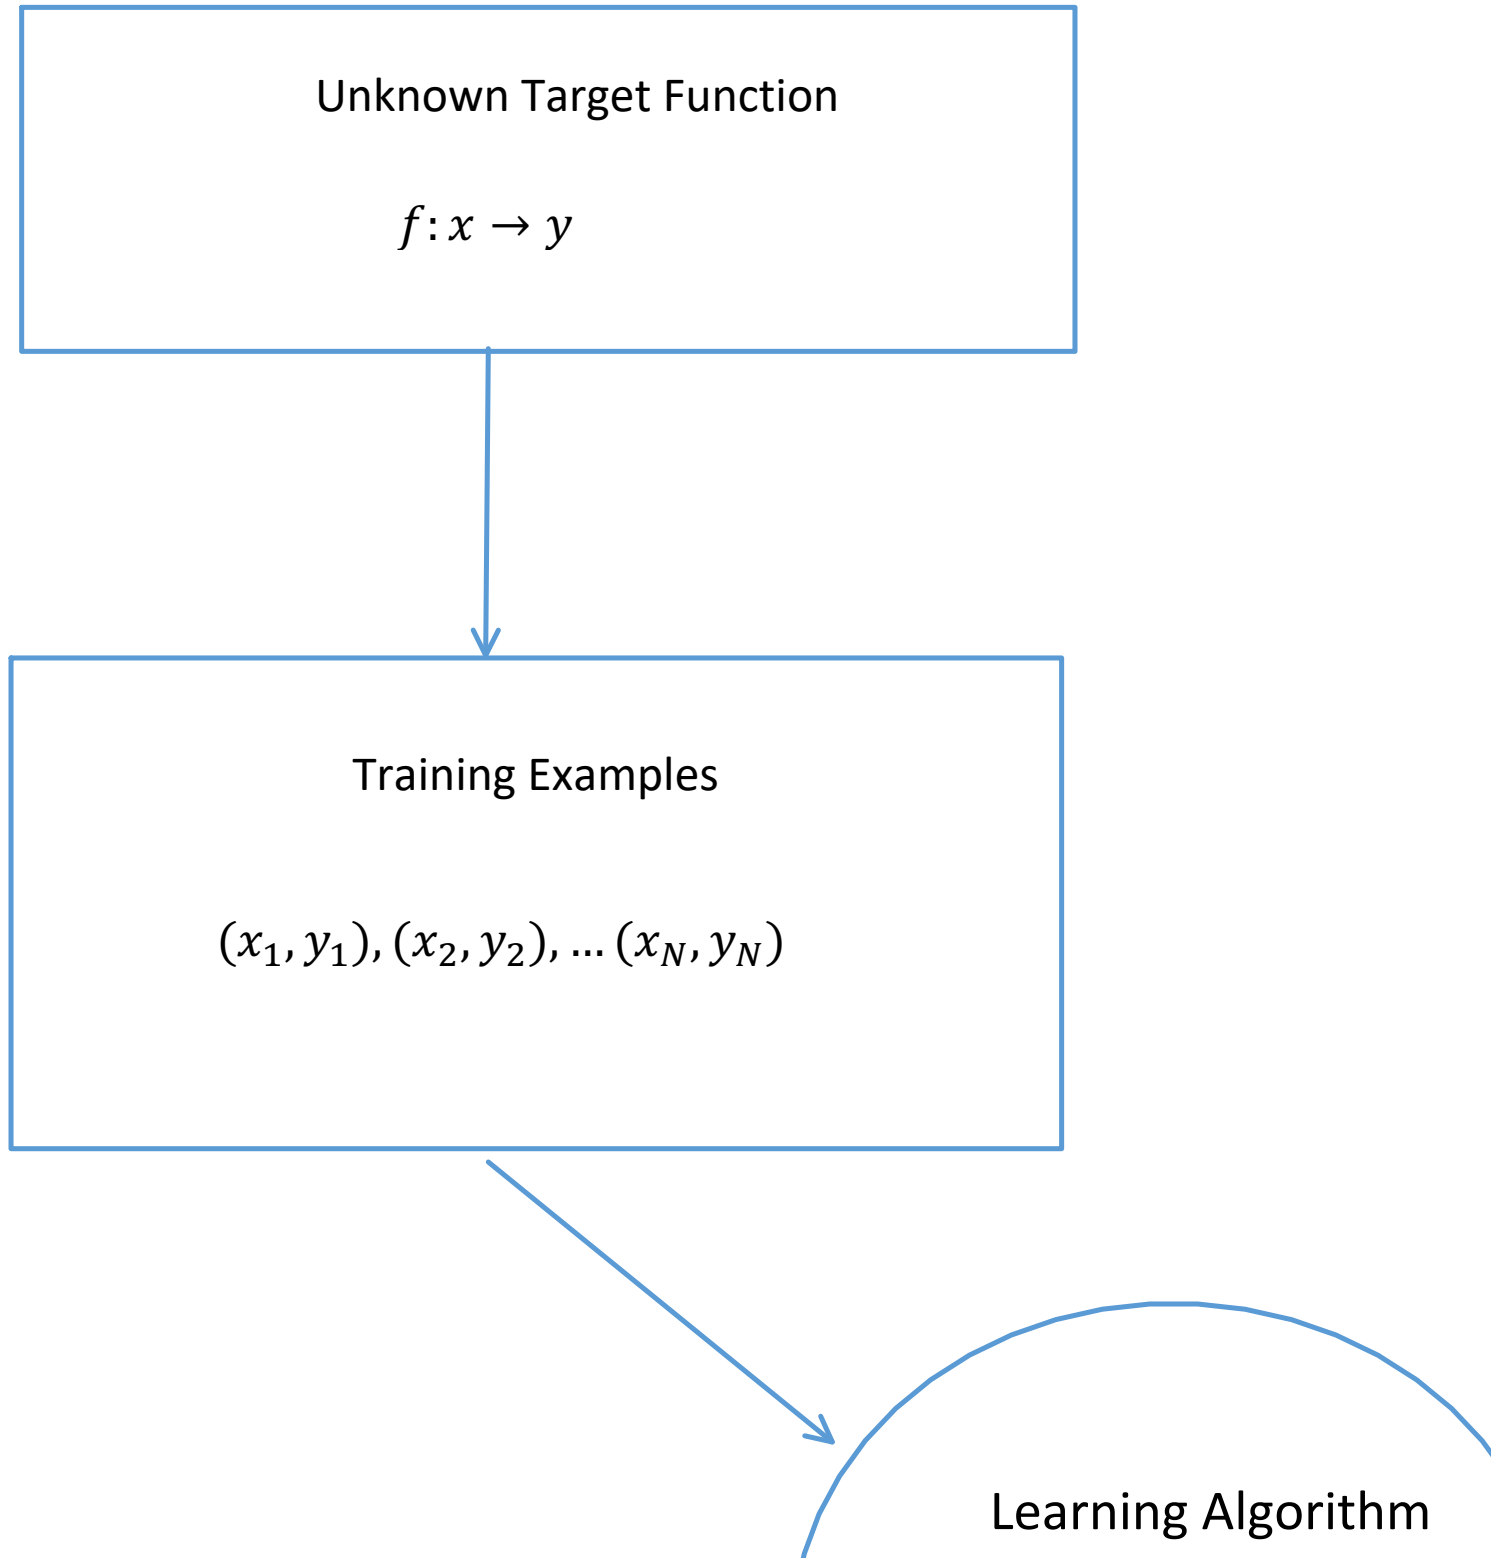 Unknown Target Function
f: x → y
Training Examples
(x₁, y₁), (x₂, y₂), … (x_N, y_N)
Learning Algorithm